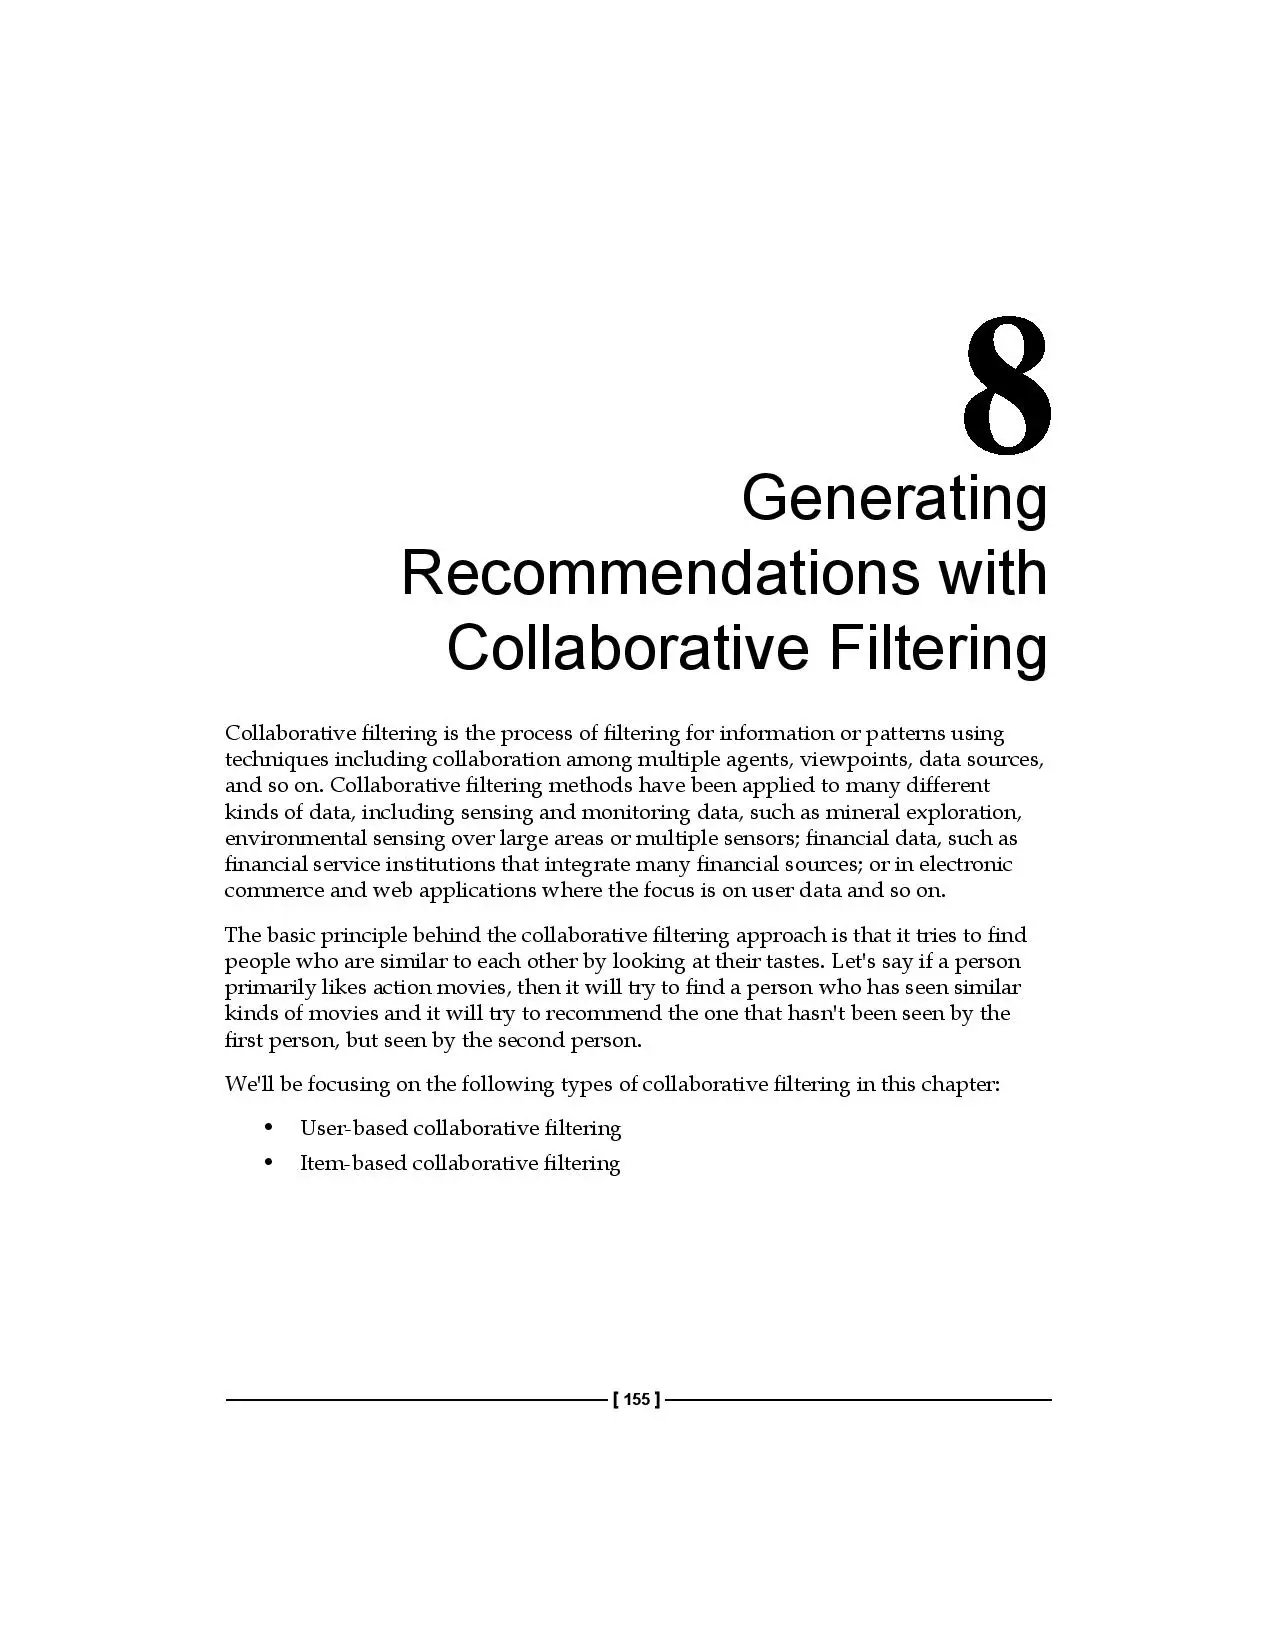 8
Generating
Recommendations with
Collaborative Filtering
Collaborative filtering is the process of filtering for information or patterns using
techniques including collaboration among multiple agents, viewpoints, data sources,
and so on. Collaborative filtering methods have been applied to many different
kinds of data, including sensing and monitoring data, such as mineral exploration,
environmental sensing over large areas or multiple sensors; financial data, such as
financial service institutions that integrate many financial sources; or in electronic
commerce and web applications where the focus is on user data and so on.
The basic principle behind the collaborative filtering approach is that it tries to find
people who are similar to each other by looking at their tastes. Let's say if a person
primarily likes action movies, then it will try to find a person who has seen similar
kinds of movies and it will try to recommend the one that hasn't been seen by the
first person, but seen by the second person.
We'll be focusing on the following types of collaborative filtering in this chapter:
• User-based collaborative filtering
• Item-based collaborative filtering
[ 155 ]